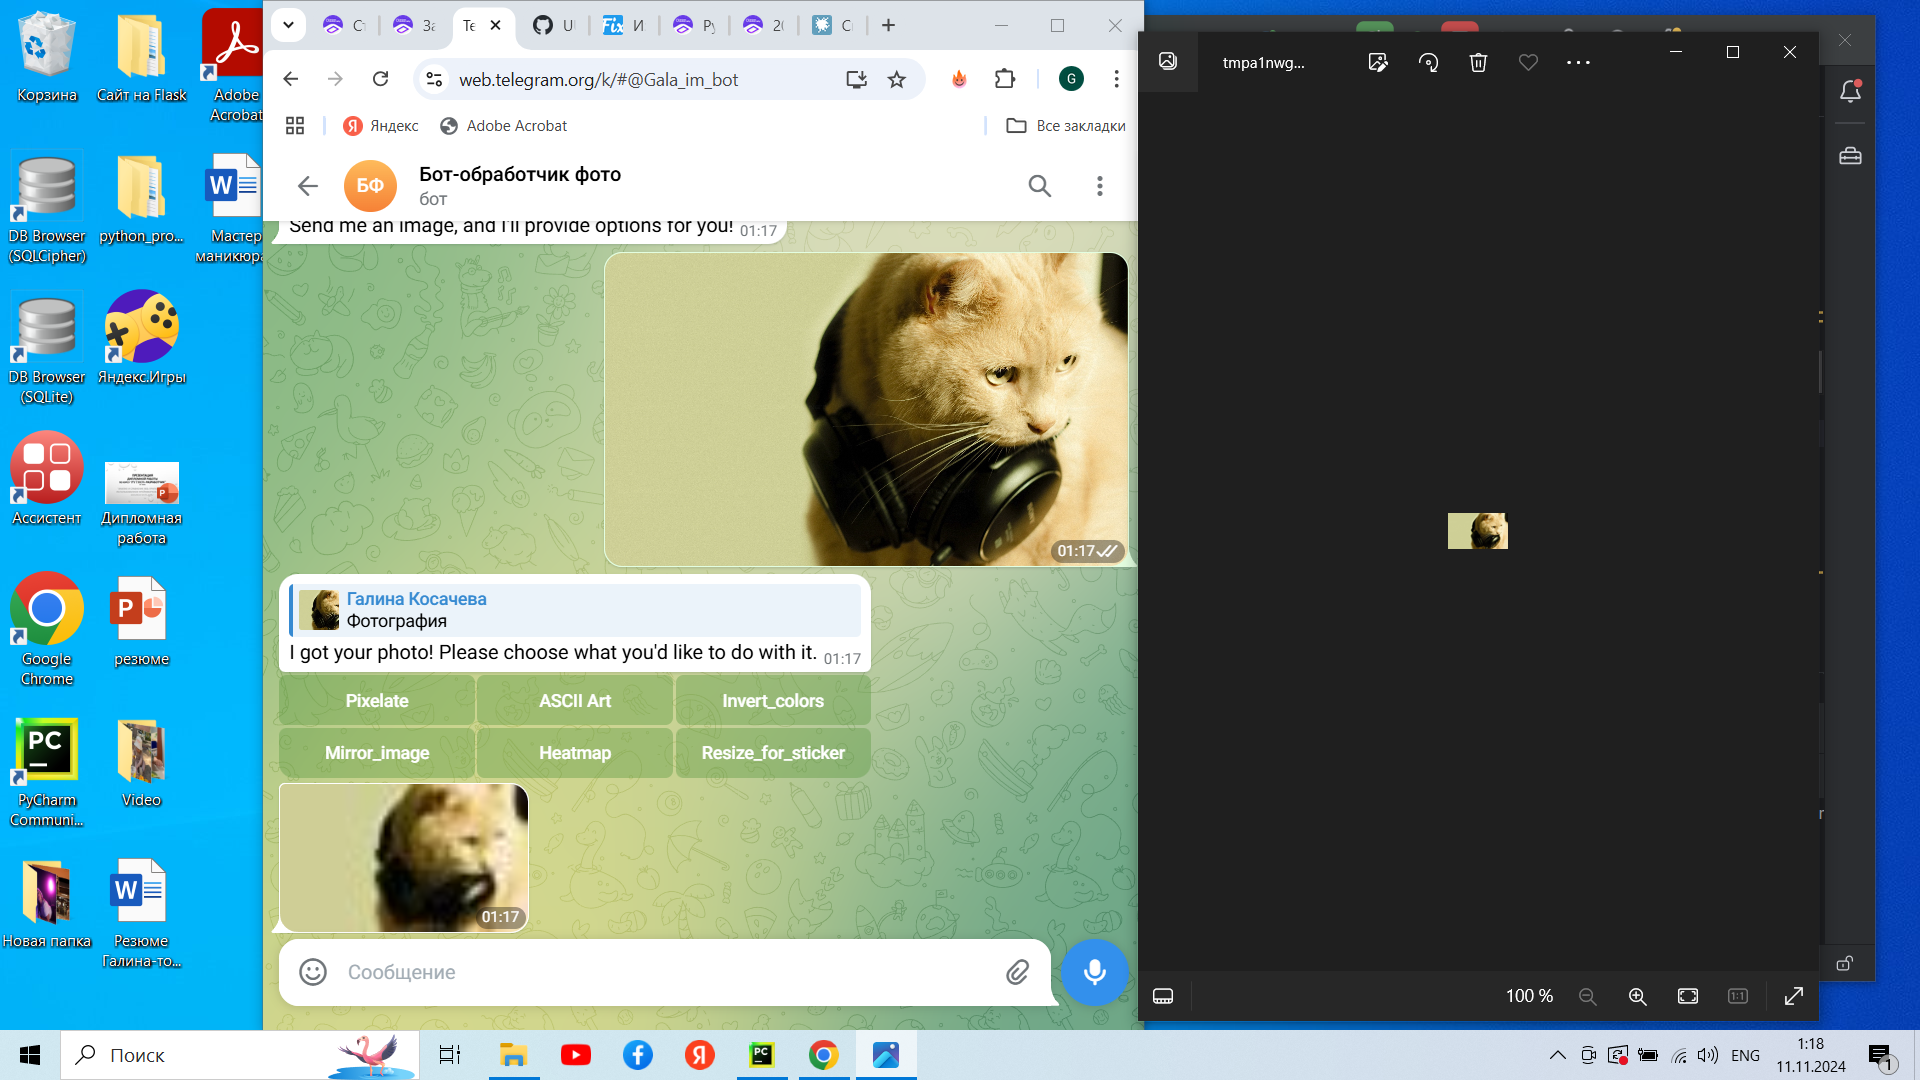 Корзина
Сайт на Flask
Adobe
Acrobat
DB Browser
(SQLCipher)
python_pro...
Мастер
маникюра
DB Browser
(SQLite)
Яндекс.Игры
Ассистент
Дипломная
работа
Google
Chrome
резюме
PyCharm
Communi...
Video
Новая папка
Резюме
Галина-то...
web.telegram.org/k/#@Gala_im_bot
G
Яндекс
Adobe Acrobat
Все закладки
БФ
Бот-обработчик фото
бот
Send me an image, and I'll provide options for you! 01:17
01:17
Галина Косачева
Фотография
I got your photo! Please choose what you'd like to do with it. 01:17
Pixelate
ASCII Art
Invert_colors
Mirror_image
Heatmap
Resize_for_sticker
01:17
Сообщение
tmpa1nwg...
100 %
1:1
Поиск
ENG
1:18
11.11.2024
1